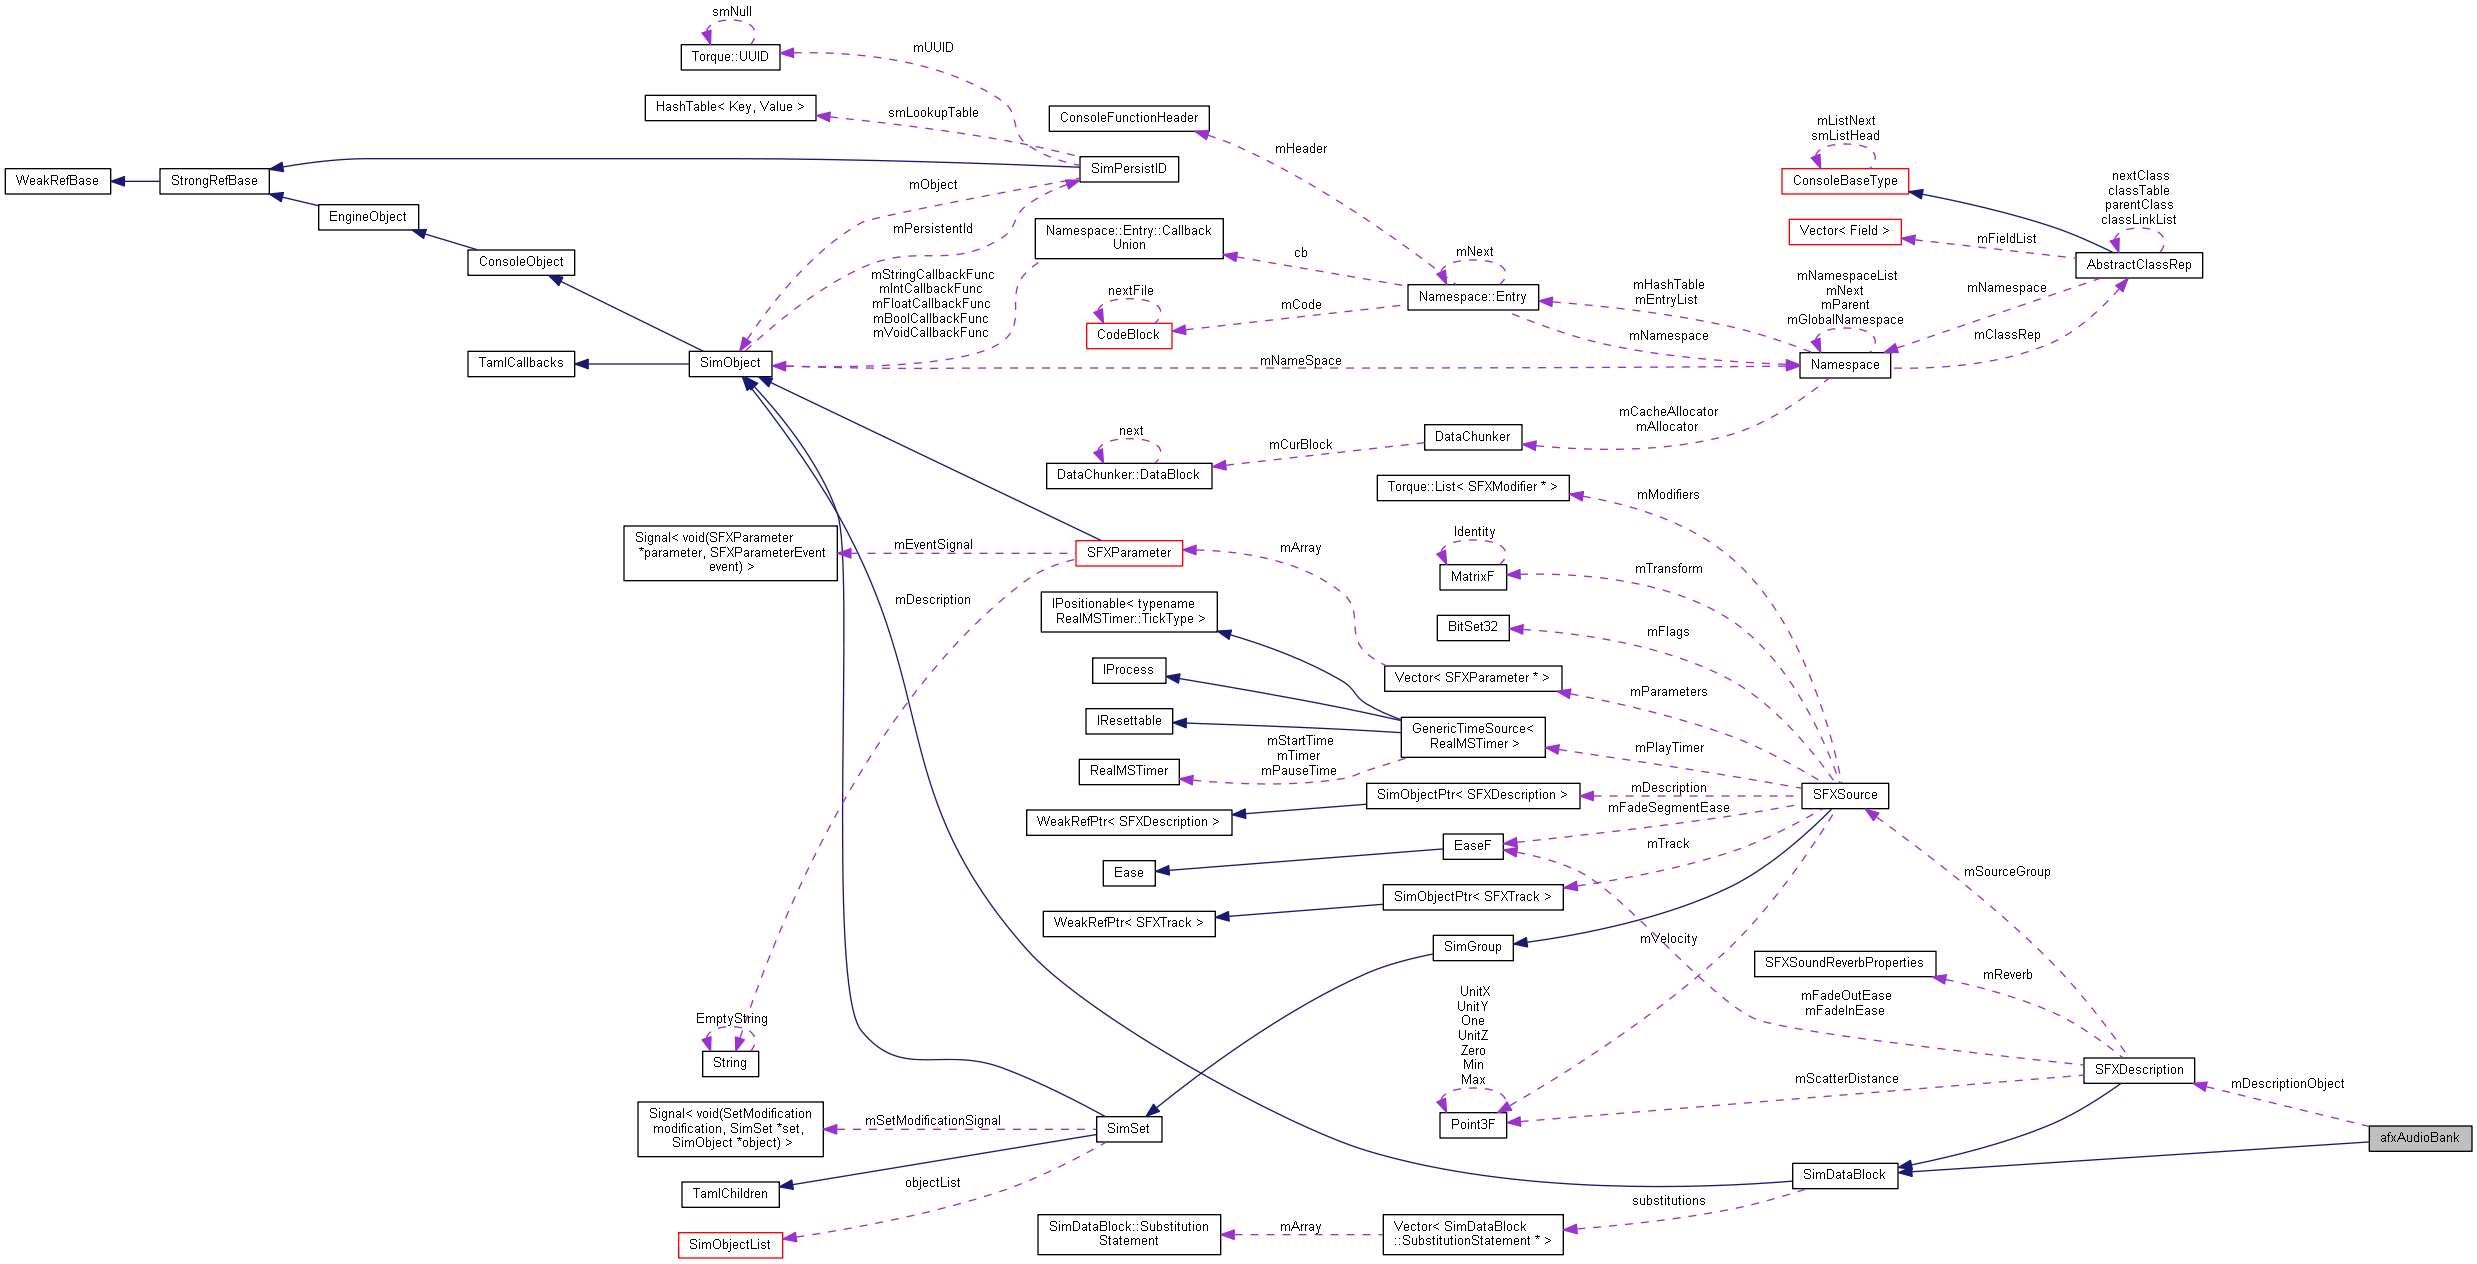 smNull
Torque::UUID
mUUID
HashTable< Key, Value >
smLookupTable
ConsoleFunctionHeader
mHeader
WeakRefBase
StrongRefBase
SimPersistID
EngineObject
mObject
mPersistentId
ConsoleObject
Namespace::Entry::Callback
Union
cb
mNext
Namespace::Entry
mStringCallbackFunc
mIntCallbackFunc
mFloatCallbackFunc
mBoolCallbackFunc
mVoidCallbackFunc
nextFile
CodeBlock
mCode
TamlCallbacks
SimObject
mNameSpace
mListNext
smListHead
ConsoleBaseType
nextClass
classTable
parentClass
classLinkList
Vector< Field >
mFieldList
AbstractClassRep
mHashTable
mEntryList
mNamespaceList
mNext
mParent
mGlobalNamespace
mNamespace
mNamespace
mClassRep
Namespace
mCacheAllocator
mAllocator
DataChunker
mCurBlock
next
DataChunker::DataBlock
Torque::List< SFXModifier * >
mModifiers
Signal< void(SFXParameter
*parameter, SFXParameterEvent
event) >
mEventSignal
SFXParameter
mArray
Identity
MatrixF
mTransform
mDescription
IPositionable< typename
RealMSTimer::TickType >
BitSet32
mFlags
IProcess
Vector< SFXParameter * >
mParameters
IResettable
GenericTimeSource<
RealMSTimer >
mPlayTimer
mStartTime
mTimer
mPauseTime
RealMSTimer
SimObjectPtr< SFXDescription >
mDescription
SFXSource
mFadeSegmentEase
WeakRefPtr< SFXDescription >
EaseF
mTrack
Ease
mSourceGroup
SimObjectPtr< SFXTrack >
WeakRefPtr< SFXTrack >
mVelocity
SimGroup
SFXSoundReverbProperties
mReverb
UnitX
UnitY
One
UnitZ
Zero
Min
Max
mFadeOutEase
mFadeInEase
EmptyString
String
SFXDescription
mScatterDistance
mDescriptionObject
Point3F
Signal< void(SetModification
modification, SimSet *set,
SimObject *object) >
mSetModificationSignal
SimSet
afxAudioBank
SimDataBlock
TamlChildren
objectList
substitutions
SimObjectList
SimDataBlock::Substitution
Statement
mArray
Vector< SimDataBlock
::SubstitutionStatement * >